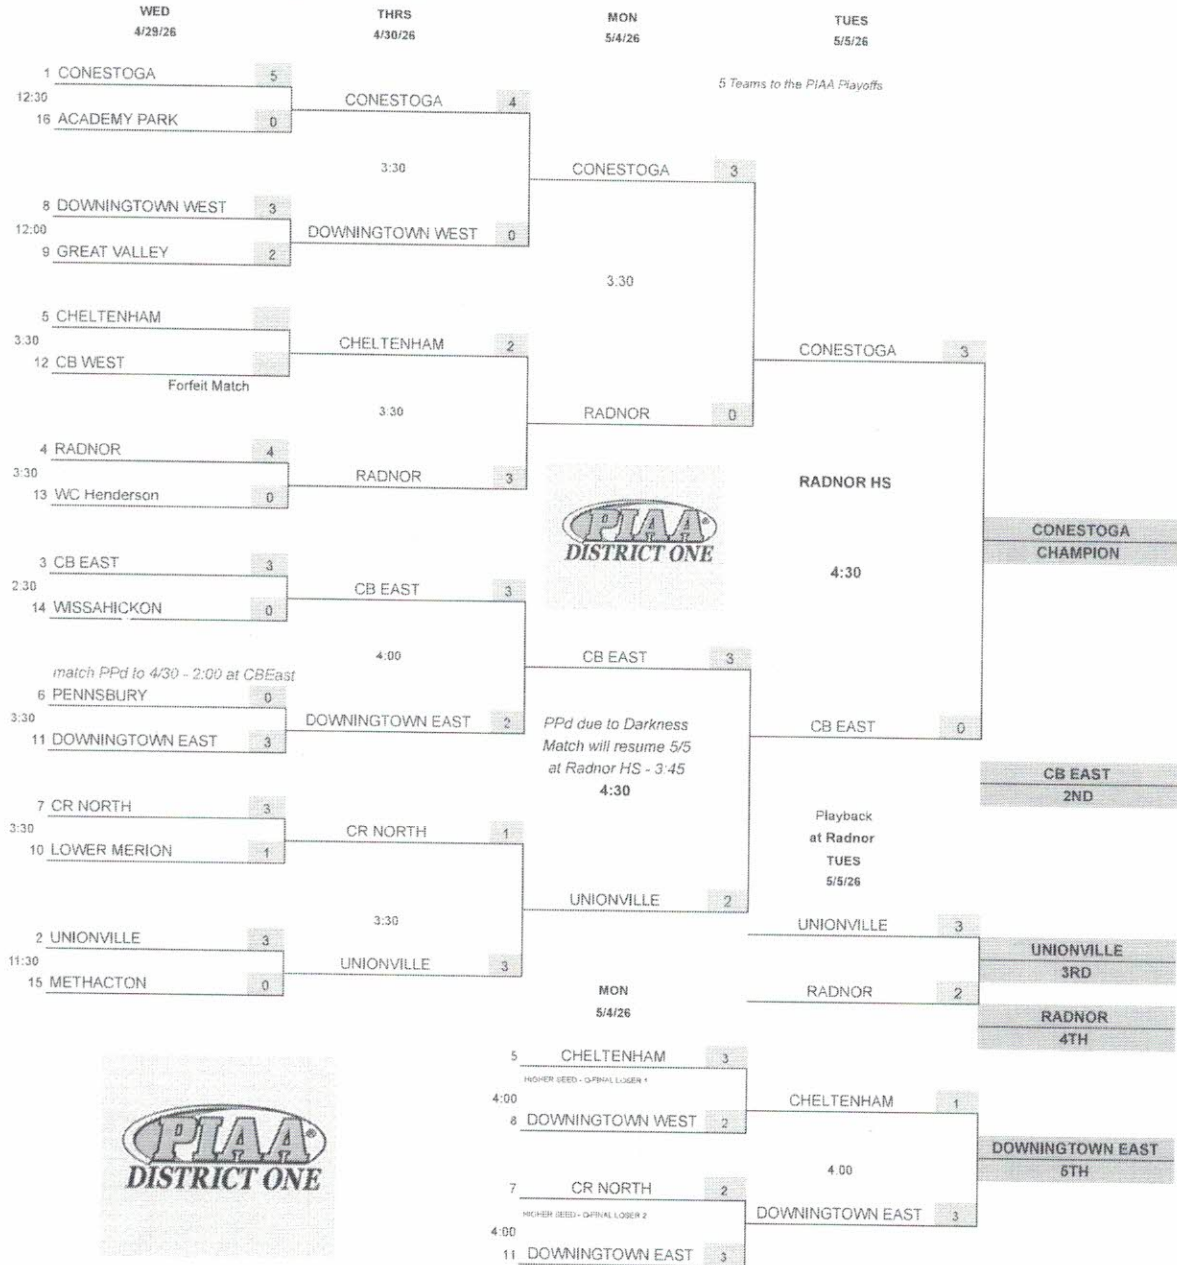 WED THRS MON TUES
4/29/26 4/30/26 5/4/26 5/5/26
5 Teams to the PIAA Playoffs
1 CONESTOGA 5
12:30
16 ACADEMY PARK 0
CONESTOGA 4
3:30
8 DOWNINGTOWN WEST 3
12:00
9 GREAT VALLEY 2
DOWNINGTOWN WEST 0
CONESTOGA 3
3:30
5 CHELTENHAM
3:30
12 CB WEST
Forfeit Match
CHELTENHAM 2
3:30
4 RADNOR 4
3:30
13 WC Henderson 0
RADNOR 3
RADNOR 0
CONESTOGA 3
RADNOR HS
4:30
PIAA®
DISTRICT ONE
CONESTOGA
CHAMPION
3 CB EAST 3
2:30
14 WISSAHICKON 0
CB EAST 3
4:00
match PPd to 4/30 - 2:00 at CBEast
6 PENNSBURY 0
3:30
11 DOWNINGTOWN EAST 3
DOWNINGTOWN EAST 2
CB EAST 3
PPd due to Darkness
Match will resume 5/5
at Radnor HS - 3:45
4:30
CB EAST 0
CB EAST
2ND
7 CR NORTH 3
3:30
10 LOWER MERION 1
CR NORTH 1
3:30
2 UNIONVILLE 3
11:30
15 METHACTON 0
UNIONVILLE 3
UNIONVILLE 2
Playback
at Radnor
TUES
5/5/26
UNIONVILLE 3
RADNOR 2
UNIONVILLE
3RD
RADNOR
4TH
MON
5/4/26
5 CHELTENHAM 3
HIGHER SEED - Q-FINAL LOSER 1
4:00
8 DOWNINGTOWN WEST 2
CHELTENHAM 1
4:00
7 CR NORTH 2
HIGHER SEED - Q-FINAL LOSER 2
4:00
11 DOWNINGTOWN EAST 3
DOWNINGTOWN EAST 3
DOWNINGTOWN EAST
5TH
PIAA®
DISTRICT ONE